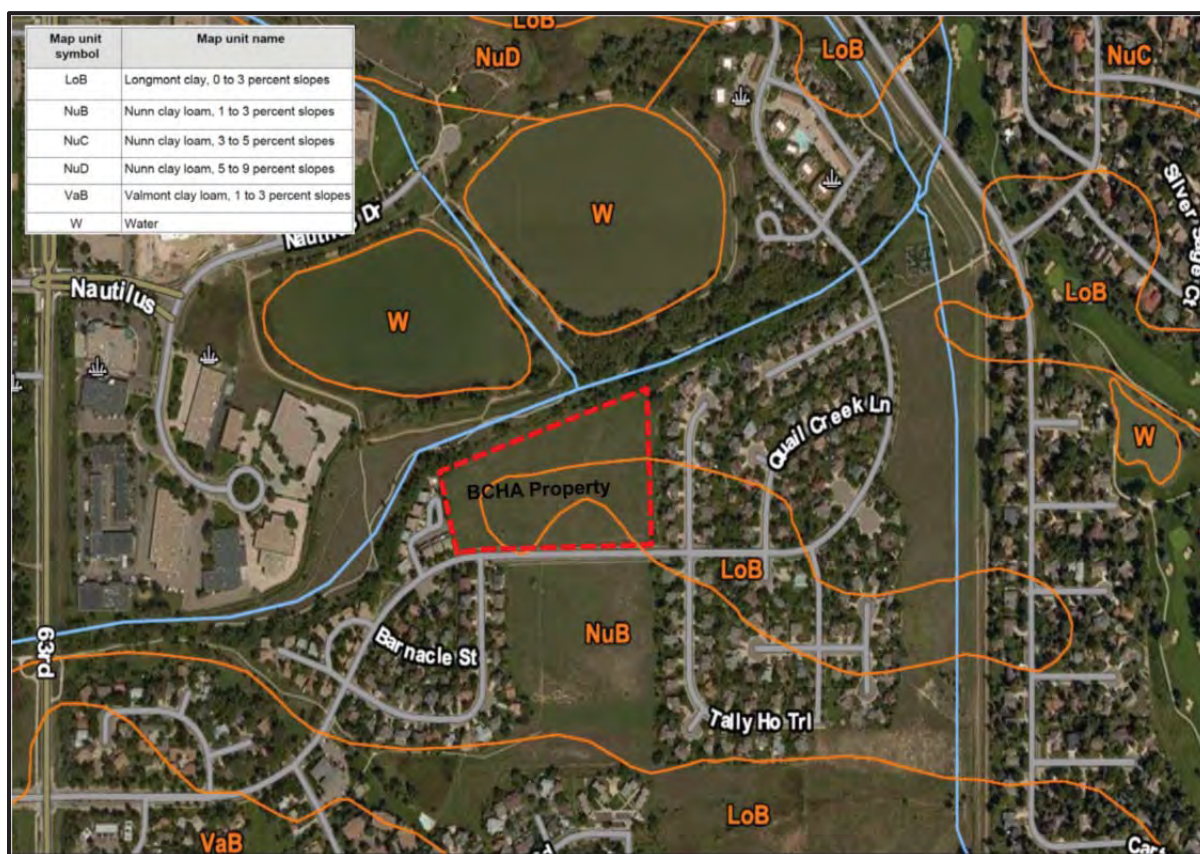 Map unit symbol Map unit name
LoB Longmont clay, 0 to 3 percent slopes
NuB Nunn clay loam, 1 to 3 percent slopes
NuC Nunn clay loam, 3 to 5 percent slopes
NuD Nunn clay loam, 5 to 9 percent slopes
VaB Valmont clay loam, 1 to 3 percent slopes
W Water
LoB
NuD
LoB
NuC
W
Dr
Silver
Ct
Nautilus
W
LoB
Quail Creek Ln
W
BCHA Property
LoB
63rd
NuB
Barnacle St
Tally Ho Trl
LoB
VaB